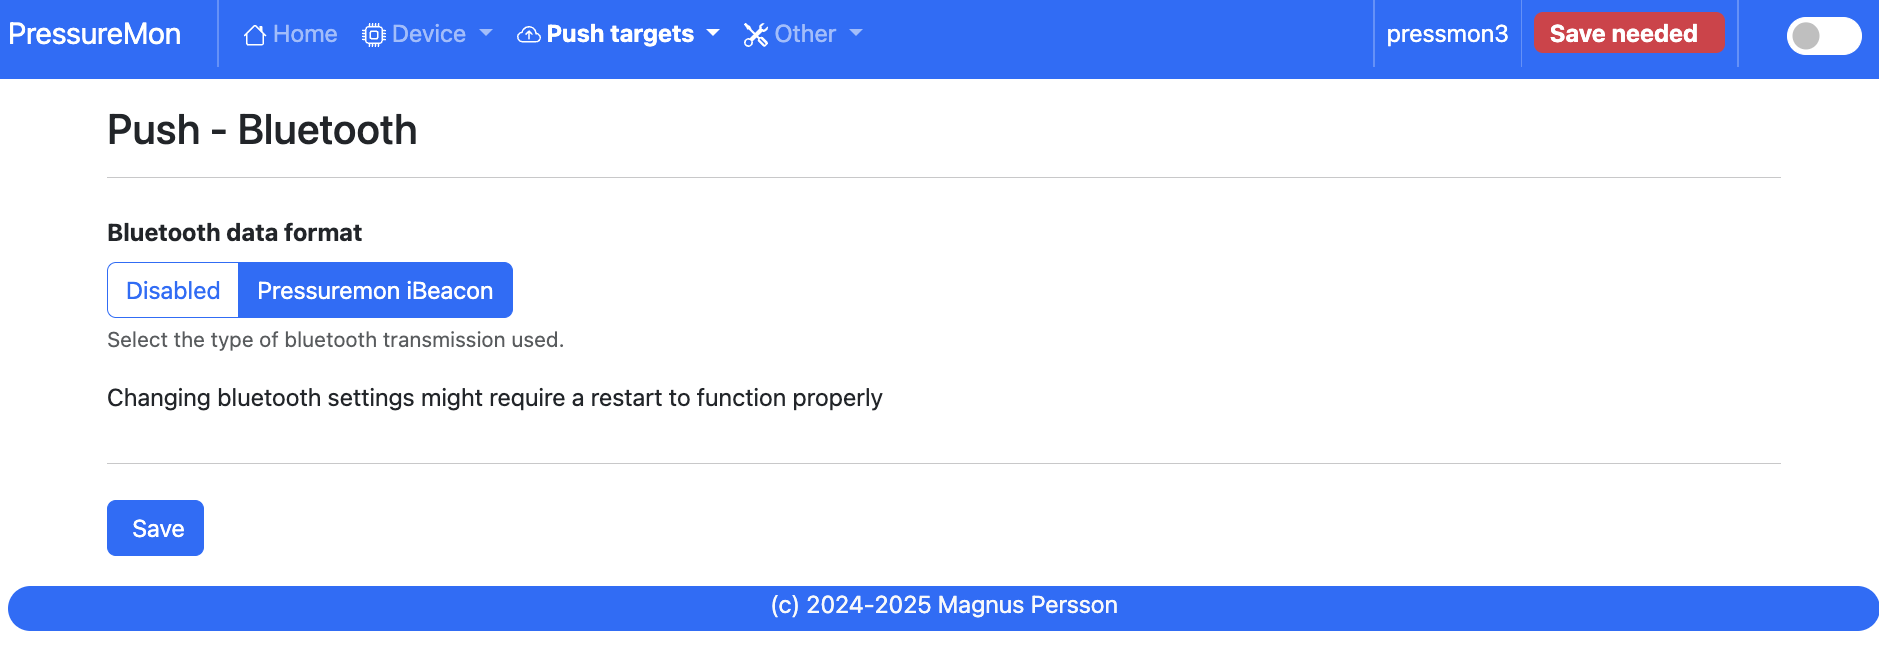 PressureMon Home Device Push targets Other pressmon3 Save needed
Push - Bluetooth
Bluetooth data format
Disabled Pressuremon iBeacon
Select the type of bluetooth transmission used.
Changing bluetooth settings might require a restart to function properly
Save
(c) 2024-2025 Magnus Persson